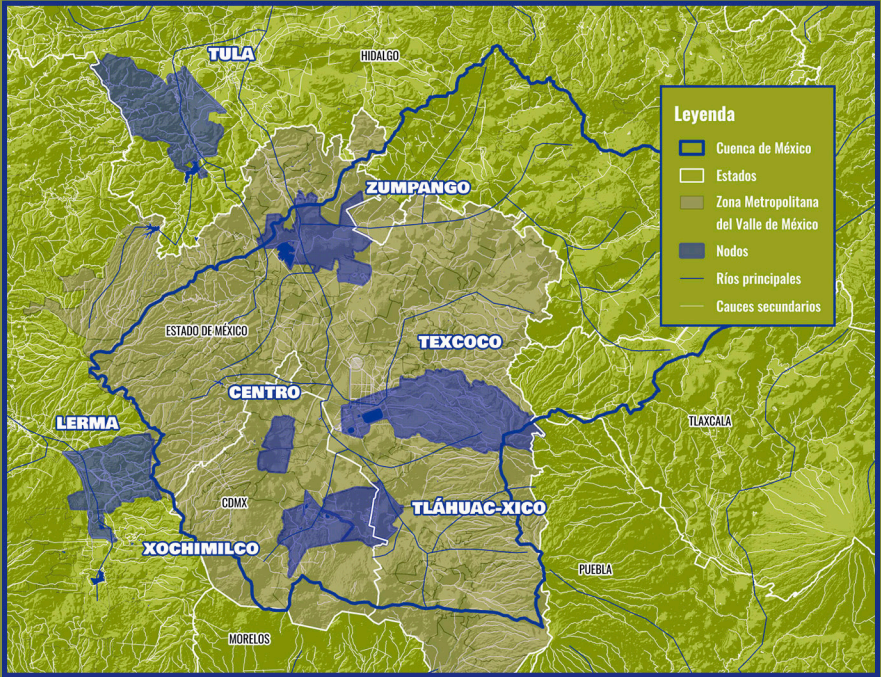 TULA
HIDALGO
Leyenda
Cuenca de México
Estados
Zona Metropolitana
del Valle de México
Nodos
Ríos principales
Cauces secundarios
ZUMPANGO
ESTADO DE MÉXICO
TEXCOCO
CENTRO
LERMA
TLAXCALA
CDMX
TLÁHUAC-XICO
XOCHIMILCO
PUEBLA
MORELOS